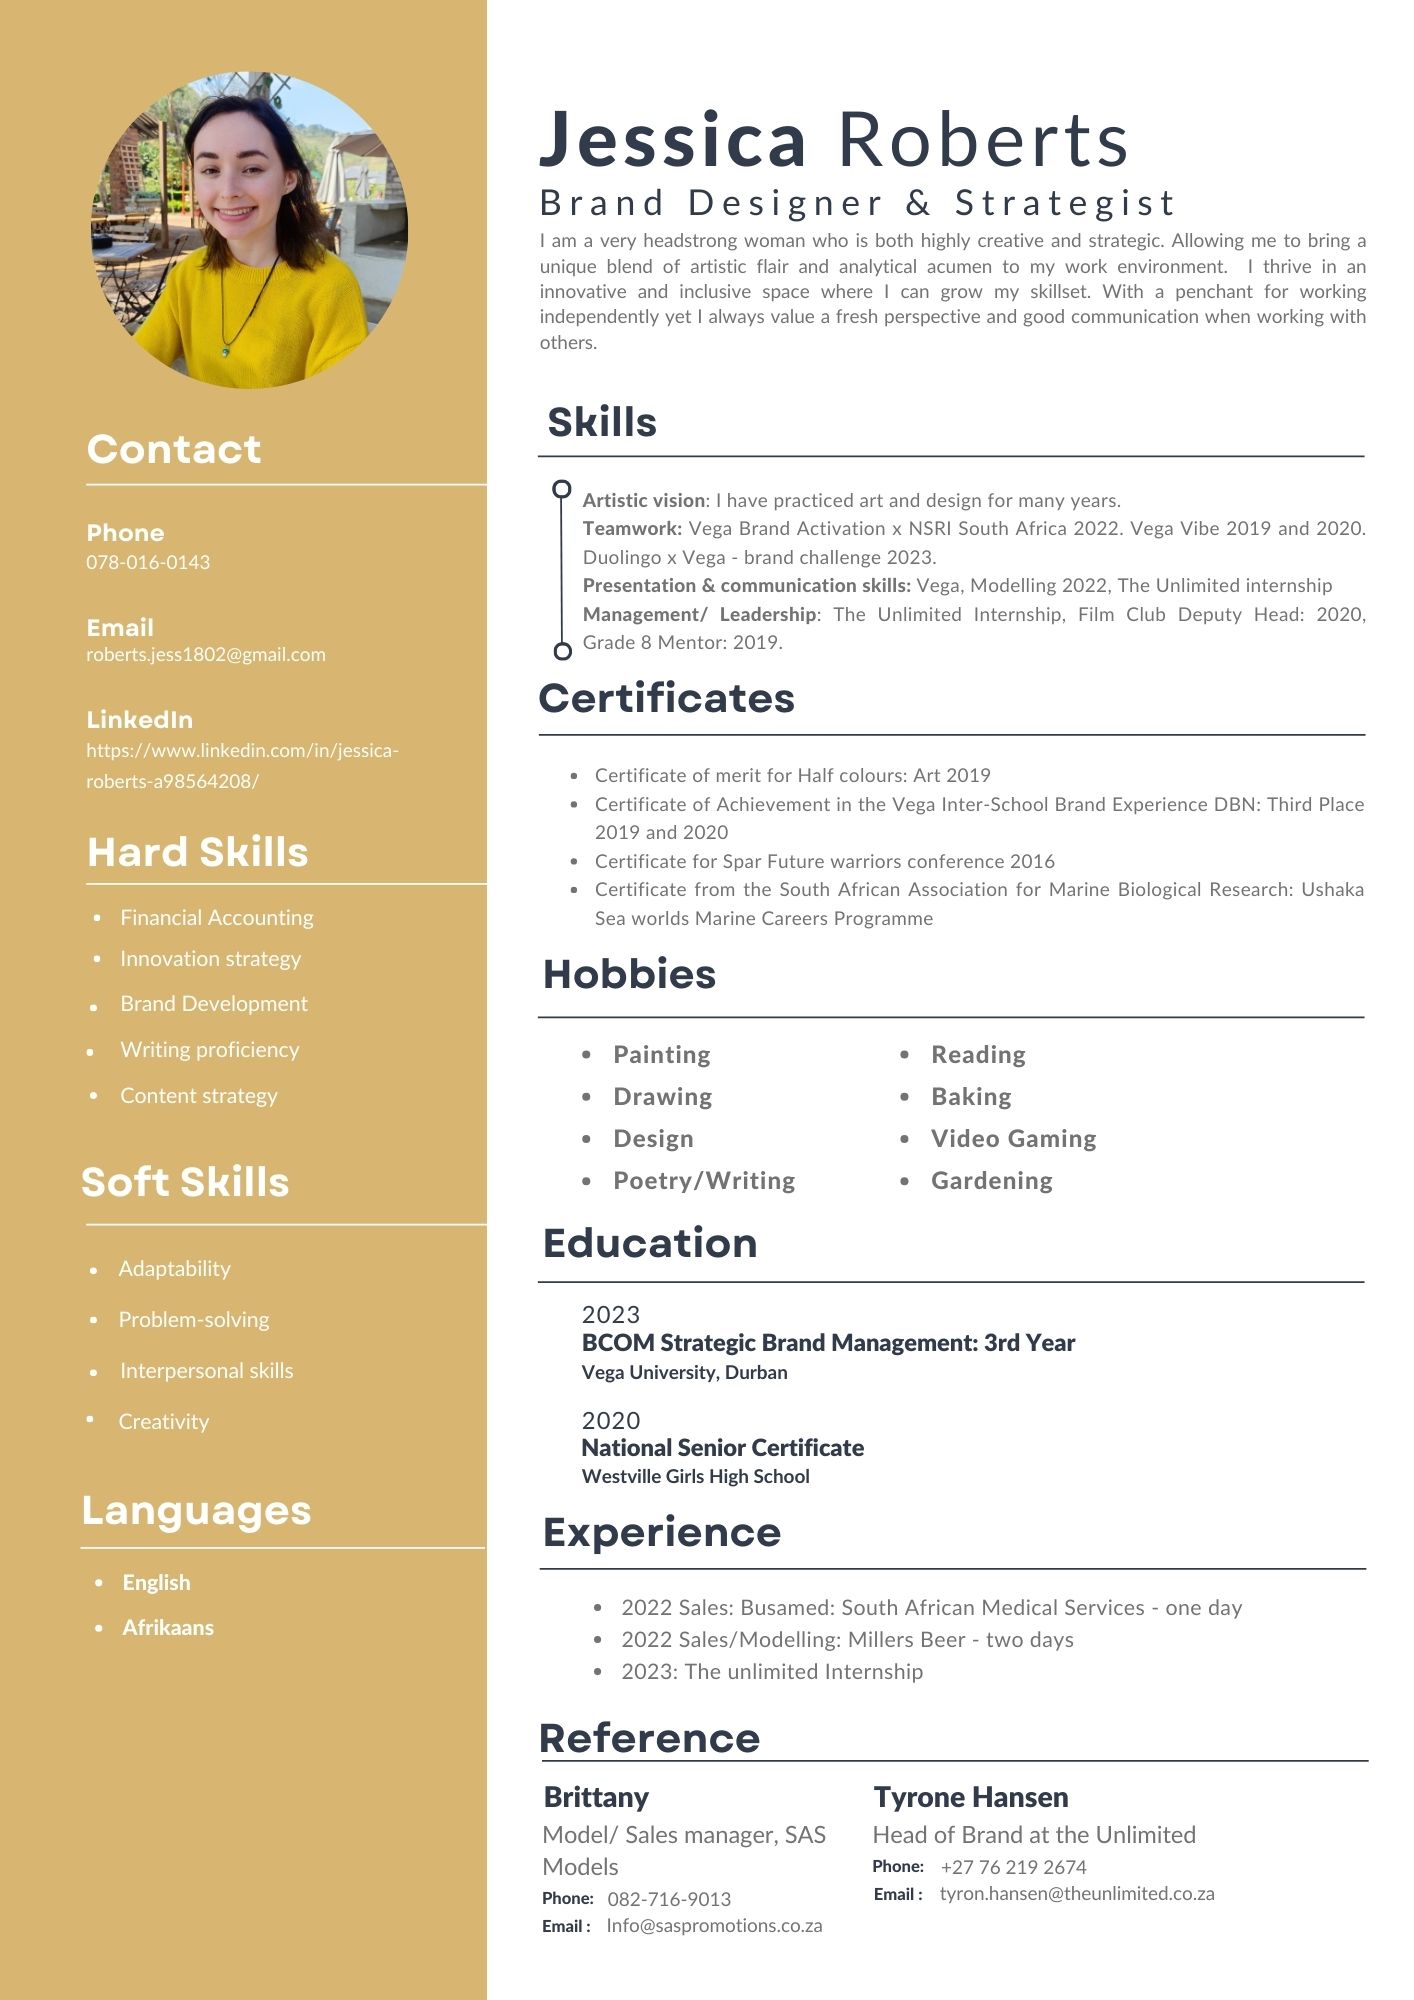 Contact
Phone
078-016-0143
Email
roberts.jess1802@gmail.com
LinkedIn
https://www.linkedin.com/in/jessica-
roberts-a98564208/
Hard Skills
• Financial Accounting
• Innovation strategy
• Brand Development
• Writing proficiency
• Content strategy
Soft Skills
• Adaptability
• Problem-solving
• Interpersonal skills
• Creativity
Languages
• English
• Afrikaans
Jessica Roberts
Brand Designer & Strategist
I am a very headstrong woman who is both highly creative and strategic. Allowing me to bring a
unique blend of artistic flair and analytical acumen to my work environment. I thrive in an
innovative and inclusive space where I can grow my skillset. With a penchant for working
independently yet I always value a fresh perspective and good communication when working with
others.
Skills
Artistic vision: I have practiced art and design for many years.
Teamwork: Vega Brand Activation x NSRI South Africa 2022. Vega Vibe 2019 and 2020.
Duolingo x Vega - brand challenge 2023.
Presentation & communication skills: Vega, Modelling 2022, The Unlimited internship
Management/ Leadership: The Unlimited Internship, Film Club Deputy Head: 2020,
Grade 8 Mentor: 2019.
Certificates
• Certificate of merit for Half colours: Art 2019
• Certificate of Achievement in the Vega Inter-School Brand Experience DBN: Third Place
2019 and 2020
• Certificate for Spar Future warriors conference 2016
• Certificate from the South African Association for Marine Biological Research: Ushaka
Sea worlds Marine Careers Programme
Hobbies
• Painting
• Drawing
• Design
• Poetry/Writing
• Reading
• Baking
• Video Gaming
• Gardening
Education
2023
BCOM Strategic Brand Management: 3rd Year
Vega University, Durban
2020
National Senior Certificate
Westville Girls High School
Experience
• 2022 Sales: Busamed: South African Medical Services - one day
• 2022 Sales/Modelling: Millers Beer - two days
• 2023: The unlimited Internship
Reference
Brittany
Model/ Sales manager, SAS
Models
Phone: 082-716-9013
Email : Info@saspromotions.co.za
Tyrone Hansen
Head of Brand at the Unlimited
Phone: +27 76 219 2674
Email : tyron.hansen@theunlimited.co.za